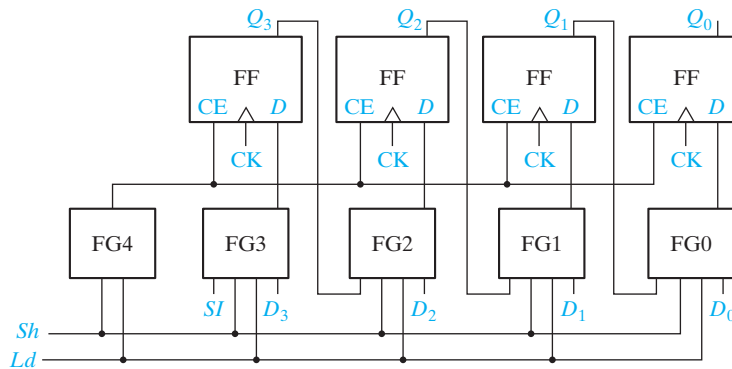 Q3 Q2 Q1 Q0
FF FF FF FF
CE D CE D CE D CE D
CK CK CK CK
FG4 FG3 FG2 FG1 FG0
SI D3 D2 D1 D0
Sh
Ld